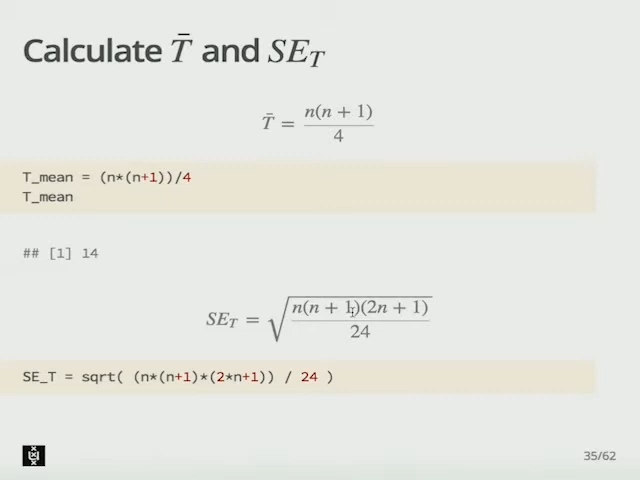 Calculate T̄ and SE_T
T̄ = n(n + 1) / 4
T_mean = (n*(n+1))/4
T_mean
## [1] 14
SE_T = √(n(n + 1)(2n + 1) / 24)
SE_T = sqrt( (n*(n+1)*(2*n+1)) / 24 )
35/62